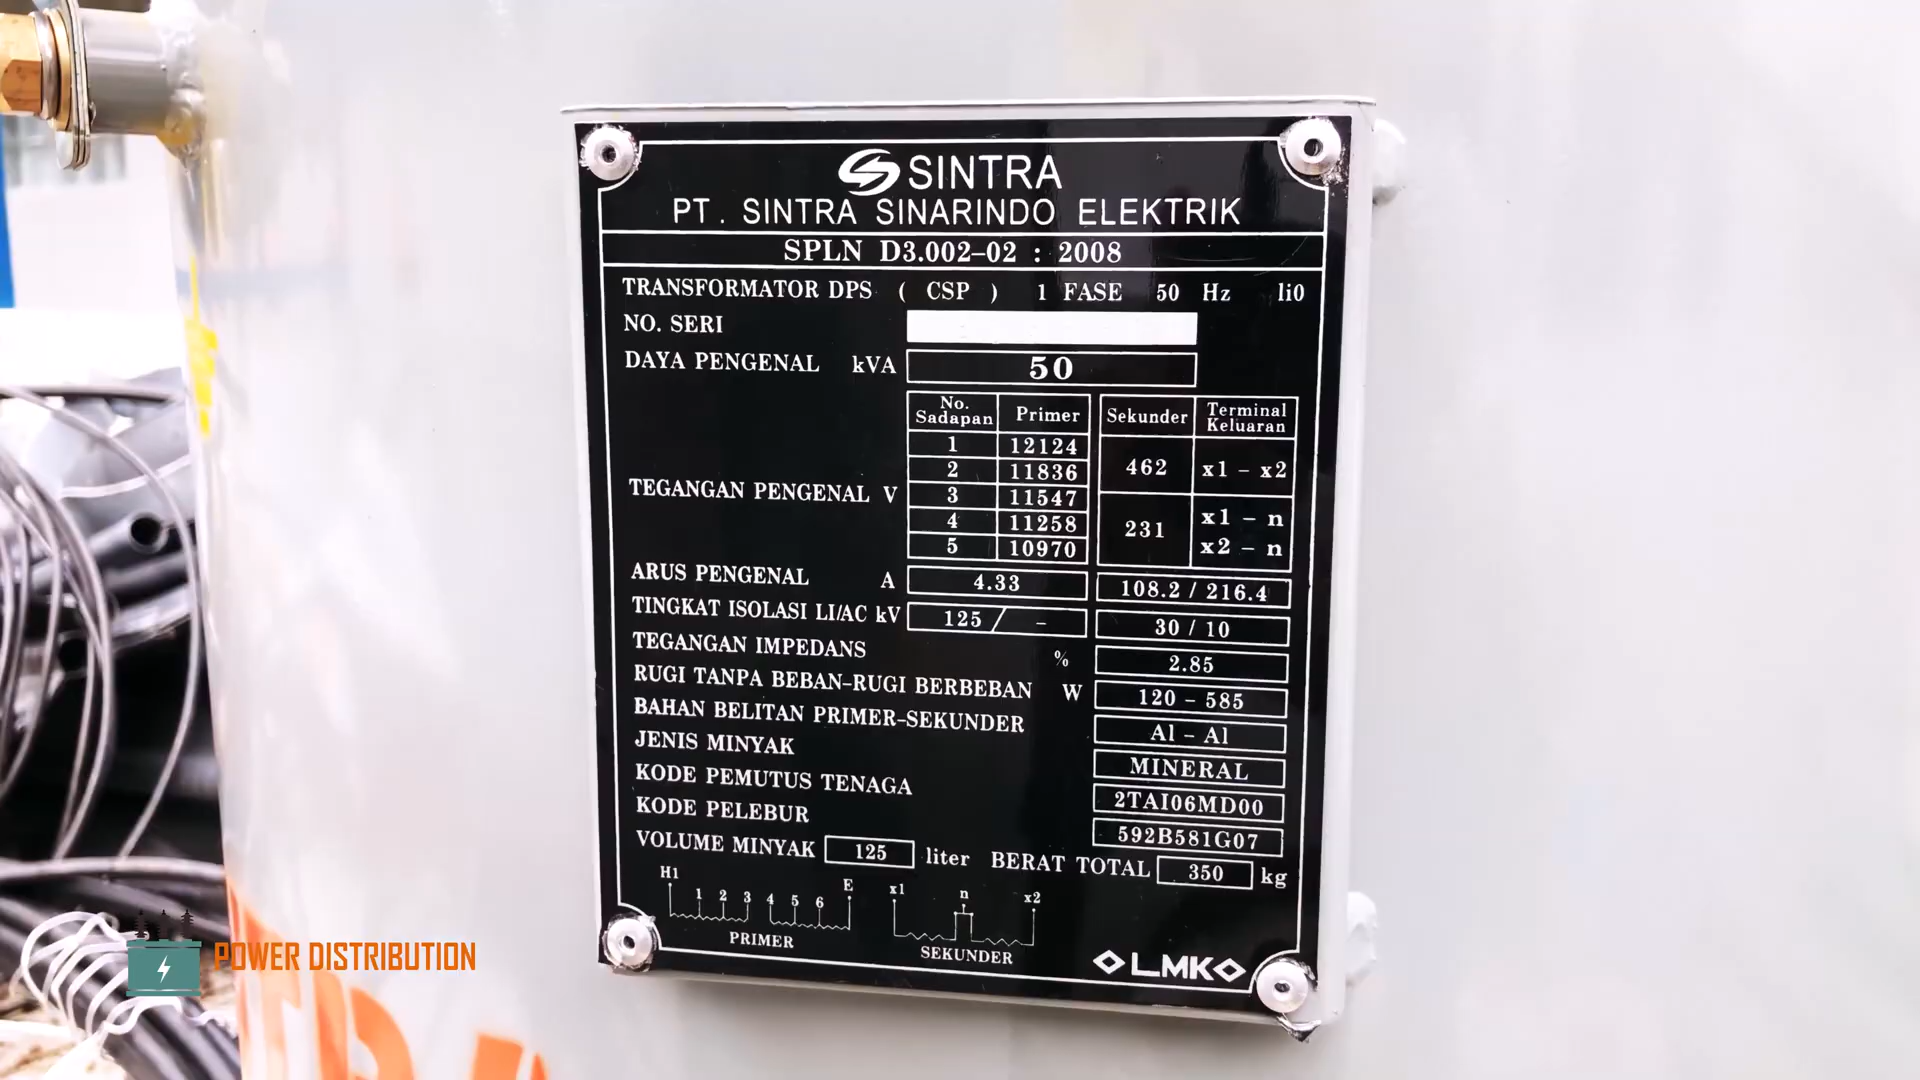 SINTRA
PT. SINTRA SINARINDO ELEKTRIK
SPLN D3.002-02 : 2008
TRANSFORMATOR DPS ( CSP ) 1 FASE 50 Hz li0
NO. SERI
DAYA PENGENAL kVA 50
No. Sadapan Primer Sekunder Terminal Keluaran
1 12124
2 11836
462 x1 - x2
TEGANGAN PENGENAL V
3 11547
4 11258
5 10970
231 x1 - n
x2 - n
ARUS PENGENAL A 4.33 108.2 / 216.4
TINGKAT ISOLASI LI/AC kV 125 / - 30 / 10
TEGANGAN IMPEDANS % 2.85
RUGI TANPA BEBAN-RUGI BERBEBAN W 120 - 585
BAHAN BELITAN PRIMER-SEKUNDER Al - Al
JENIS MINYAK MINERAL
KODE PEMUTUS TENAGA 2TAI06MD00
KODE PELEBUR 592B581G07
VOLUME MINYAK 125 liter BERAT TOTAL 350 kg
H1 1 2 3 4 5 6 E x1 n x2
PRIMER SEKUNDER
LMK
POWER DISTRIBUTION